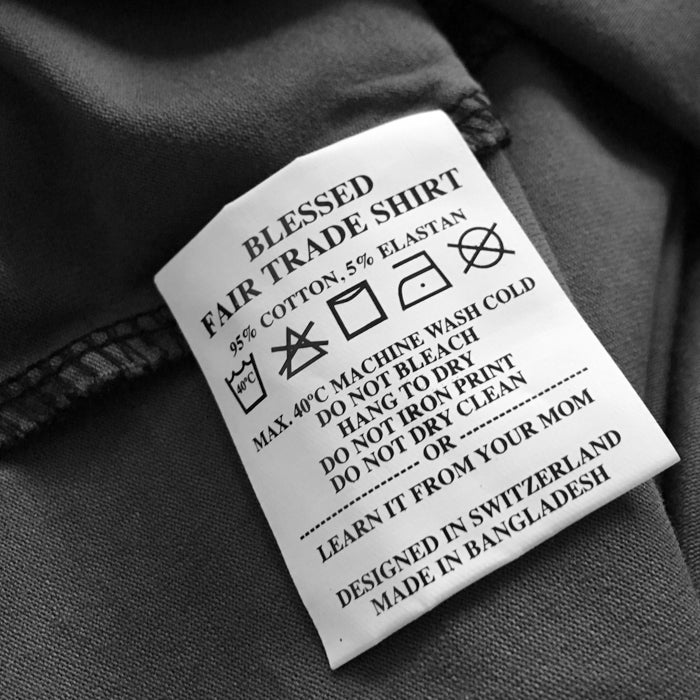 BLESSED
FAIR TRADE SHIRT
95% COTTON, 5% ELASTAN
40°C
MAX. 40°C MACHINE WASH COLD
DO NOT BLEACH
HANG TO DRY
DO NOT IRON PRINT
DO NOT DRY CLEAN
---------------- OR ----------------
LEARN IT FROM YOUR MOM
DESIGNED IN SWITZERLAND
MADE IN BANGLADESH